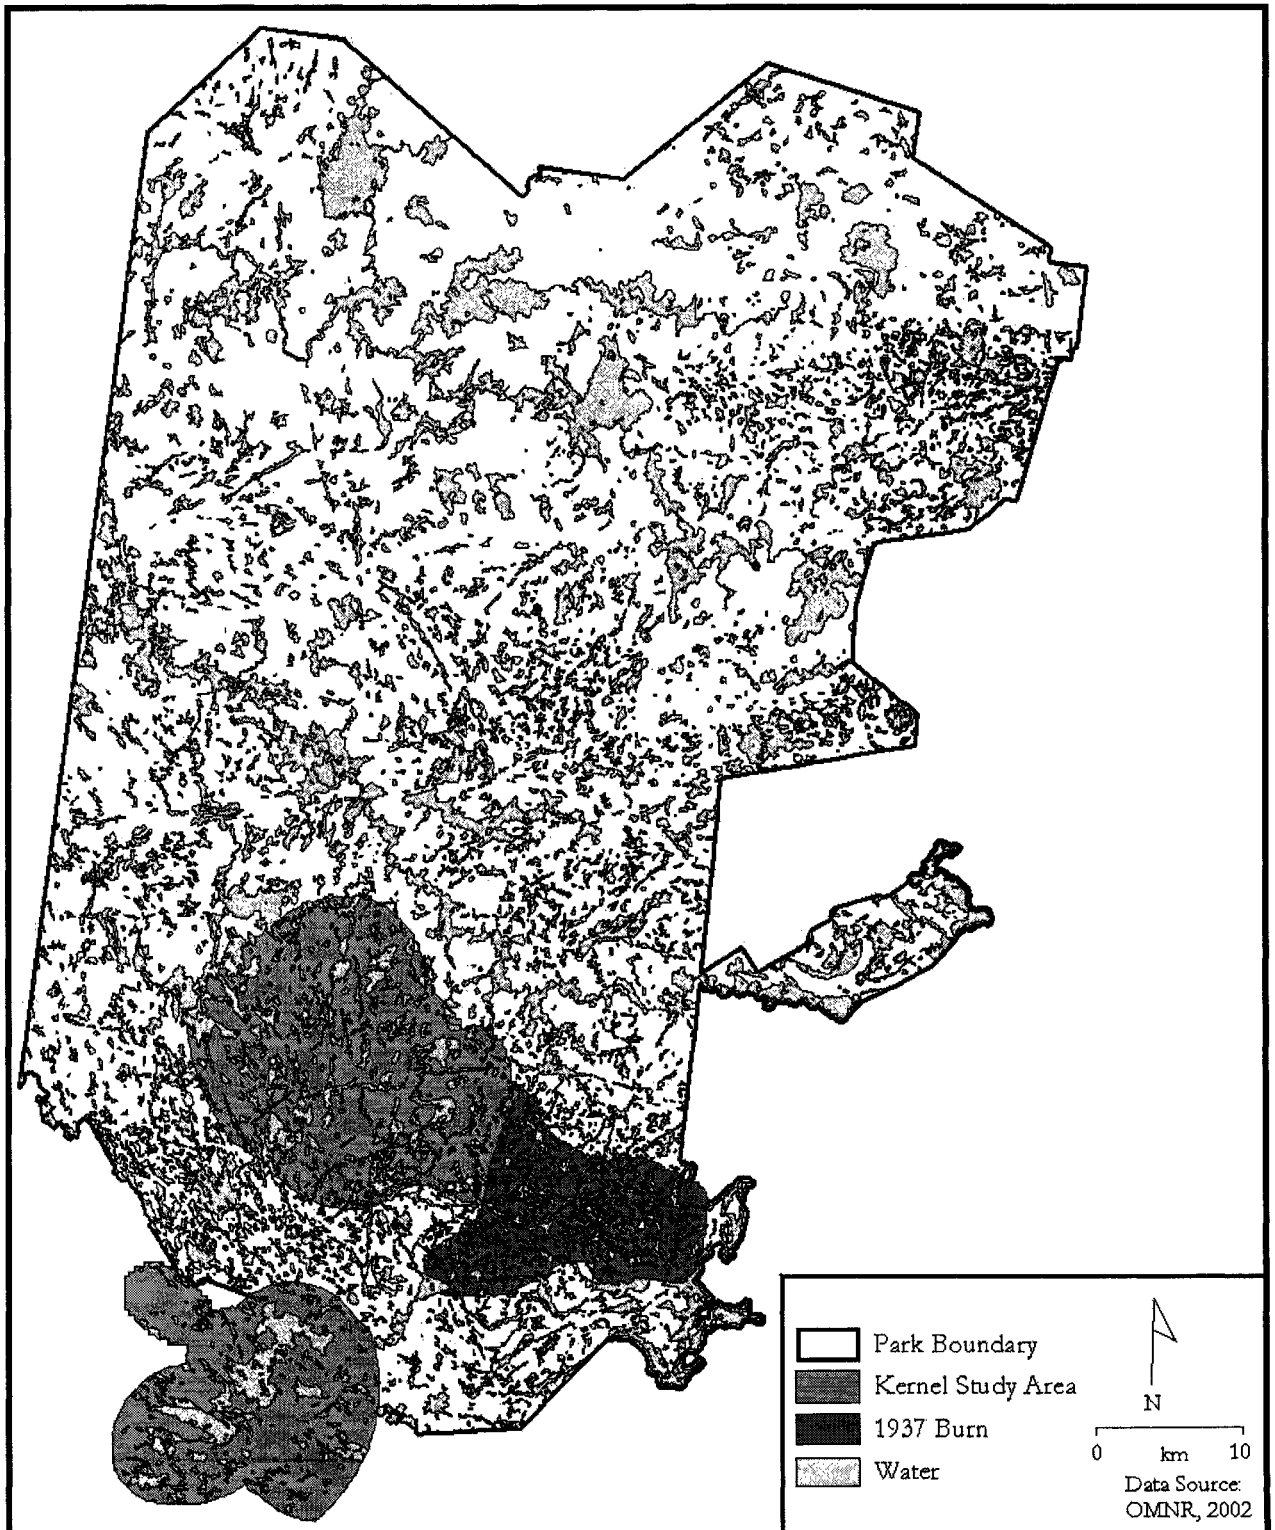 Park Boundary
Kernel Study Area
1937 Burn
Water
N
0 km 10
Data Source:
OMNR, 2002